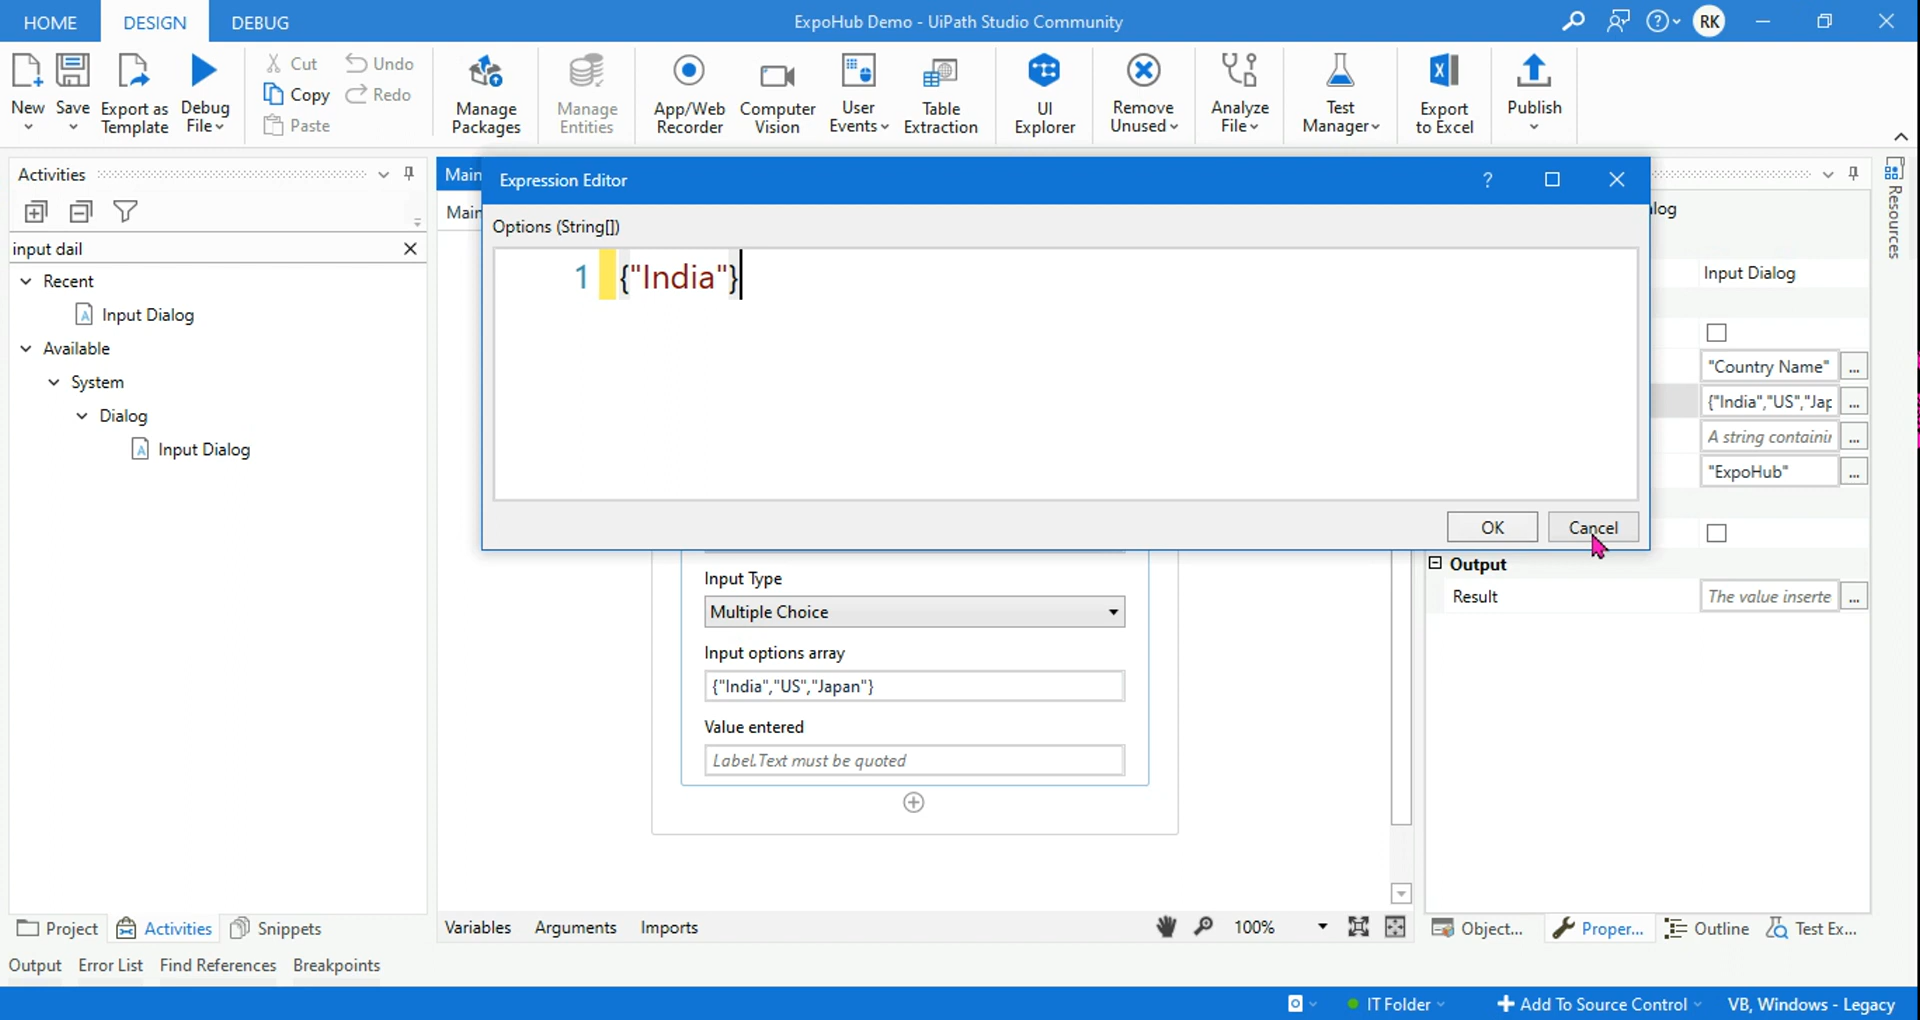 HOME DESIGN DEBUG ExpoHub Demo - UiPath Studio Community RK
New Save Export as Template Debug File Cut Copy Paste Undo Redo Manage Packages Manage Entities App/Web Recorder Computer Vision User Events Table Extraction UI Explorer Remove Unused Analyze File Test Manager Export to Excel Publish
Activities
input dail
Recent
Input Dialog
Available
System
Dialog
Input Dialog
Main
Main
Expression Editor
Options (String[])
1 {"India"}
OK Cancel
Input Type
Multiple Choice
Input options array
{"India","US","Japan"}
Value entered
Label.Text must be quoted
Input Dialog
"Country Name" ...
{"India","US","Jap ...
A string containin ...
"ExpoHub" ...
Output
Result The value inserte ...
Resources
Project Activities Snippets
Variables Arguments Imports 100%
Object... Proper... Outline Test Ex...
Output Error List Find References Breakpoints
IT Folder Add To Source Control VB, Windows - Legacy